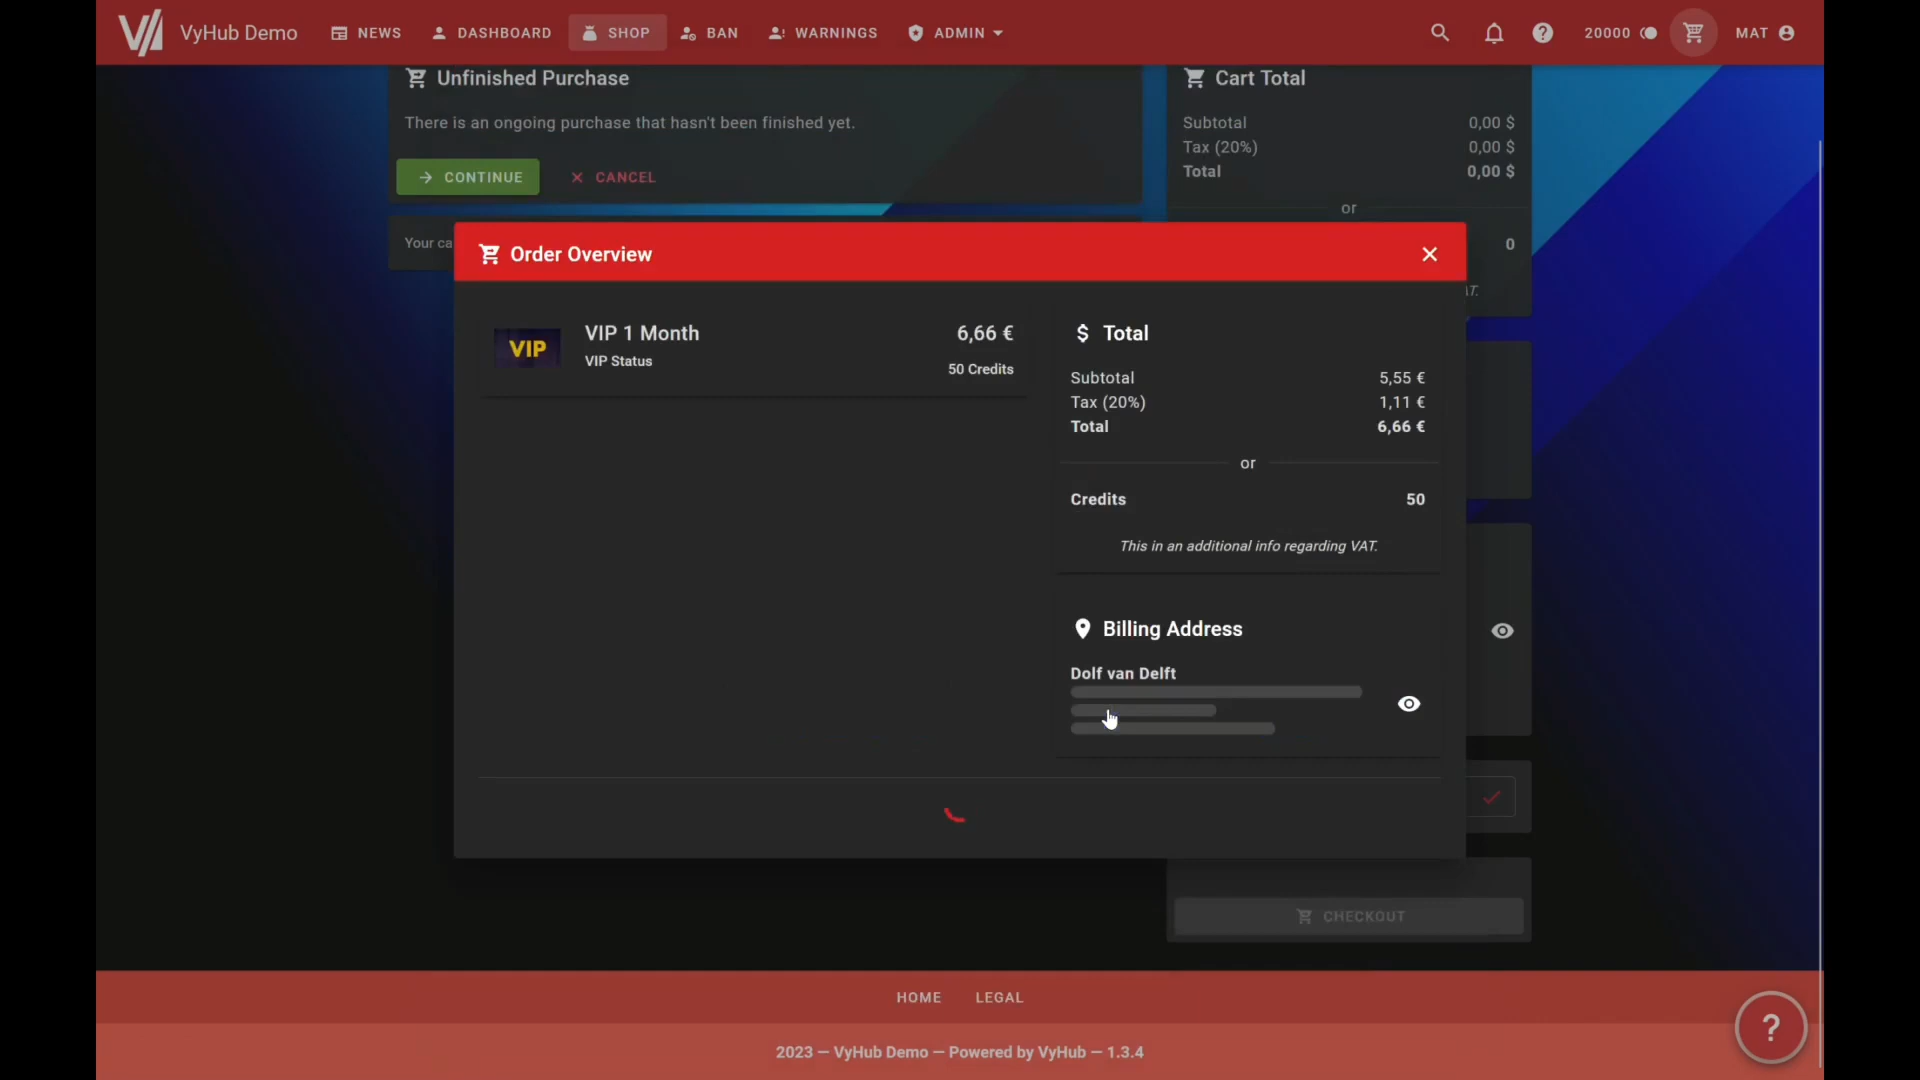 VyHub Demo NEWS DASHBOARD SHOP BAN WARNINGS ADMIN 20000 MAT
Unfinished Purchase
There is an ongoing purchase that hasn't been finished yet.
CONTINUE CANCEL
Cart Total
Subtotal 0,00 $
Tax (20%) 0,00 $
Total 0,00 $
or
0
AT.
Your ca
Order Overview
VIP
VIP 1 Month 6,66 €
VIP Status 50 Credits
$ Total
Subtotal 5,55 €
Tax (20%) 1,11 €
Total 6,66 €
or
Credits 50
This in an additional info regarding VAT.
Billing Address
Dolf van Delft
CHECKOUT
HOME LEGAL
2023 — VyHub Demo — Powered by VyHub — 1.3.4
?